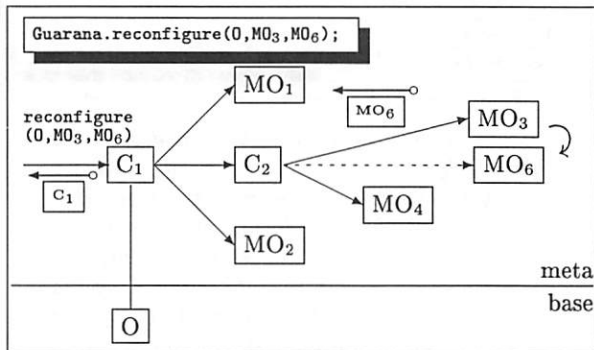 Guarana.reconfigure(O,MO₃,MO₆);
MO₁
MO₆
reconfigure
(O,MO₃,MO₆)
MO₃
C₁
C₂
MO₆
C₁
MO₄
MO₂
meta
base
O